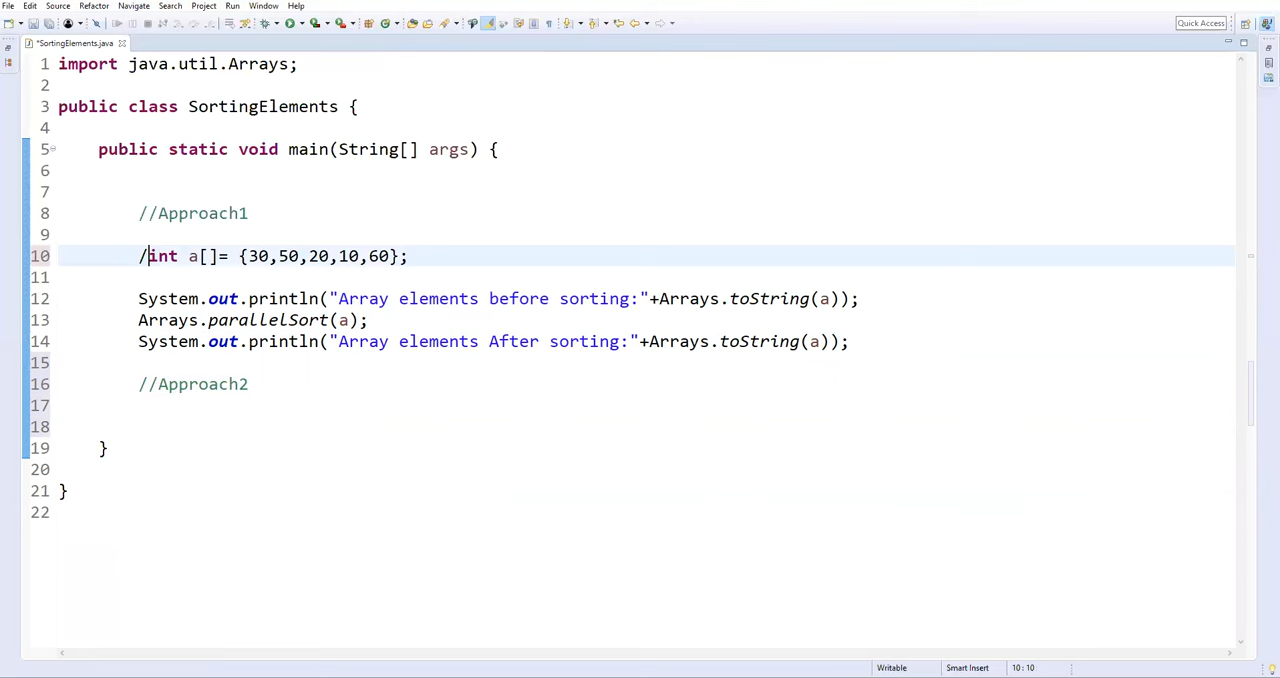 File Edit Source Refactor Navigate Search Project Run Window Help
Quick Access
*SortingElements.java
1 import java.util.Arrays;
2
3 public class SortingElements {
4
5 public static void main(String[] args) {
6
7
8 //Approach1
9
10 /int a[]= {30,50,20,10,60};
11
12 System.out.println("Array elements before sorting:"+Arrays.toString(a));
13 Arrays.parallelSort(a);
14 System.out.println("Array elements After sorting:"+Arrays.toString(a));
15
16 //Approach2
17
18
19 }
20
21 }
22
Writable Smart Insert 10 : 10